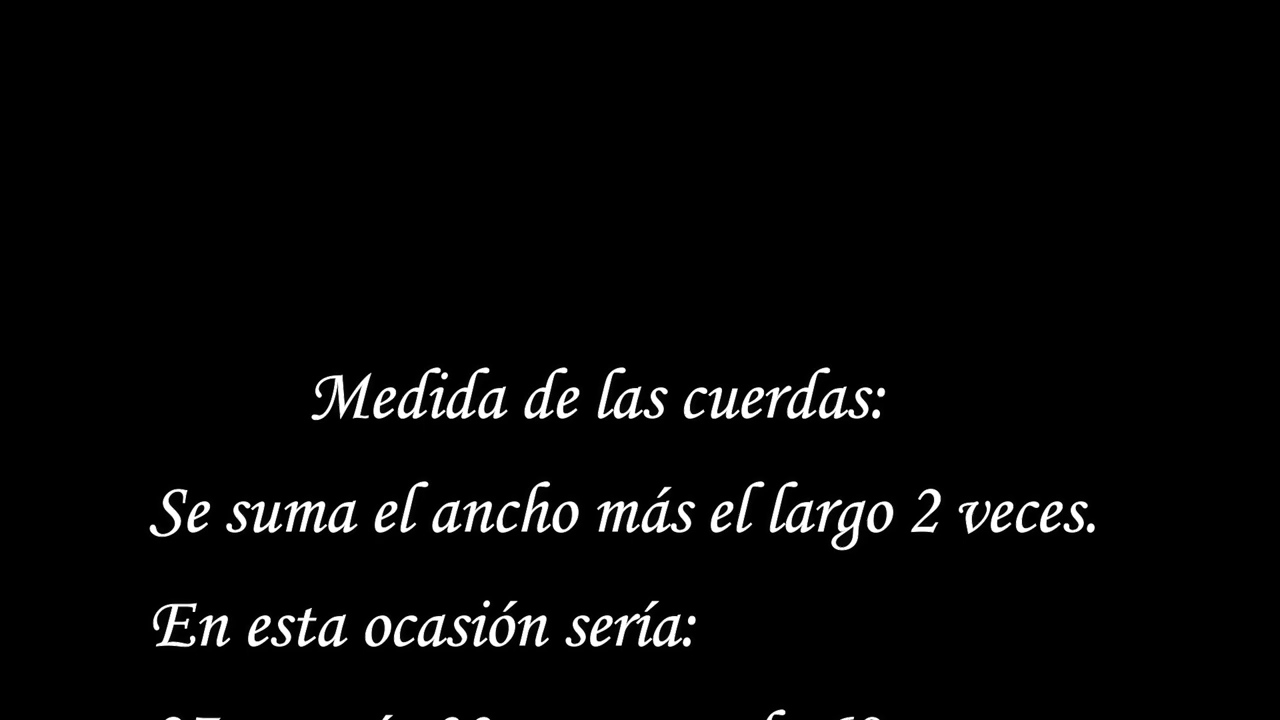 Medida de las cuerdas:
Se suma el ancho más el largo 2 veces.
En esta ocasión sería: